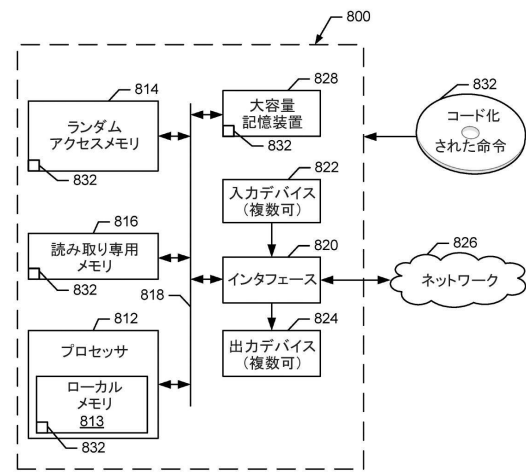 800
814
ランダム
アクセスメモリ
832
828
大容量
記憶装置
832
832
コード化
された命令
822
入力デバイス
(複数可)
816
読み取り専用
メモリ
832
818
820
インタフェース
826
ネットワーク
812
プロセッサ
ローカル
メモリ
813
832
824
出力デバイス
(複数可)